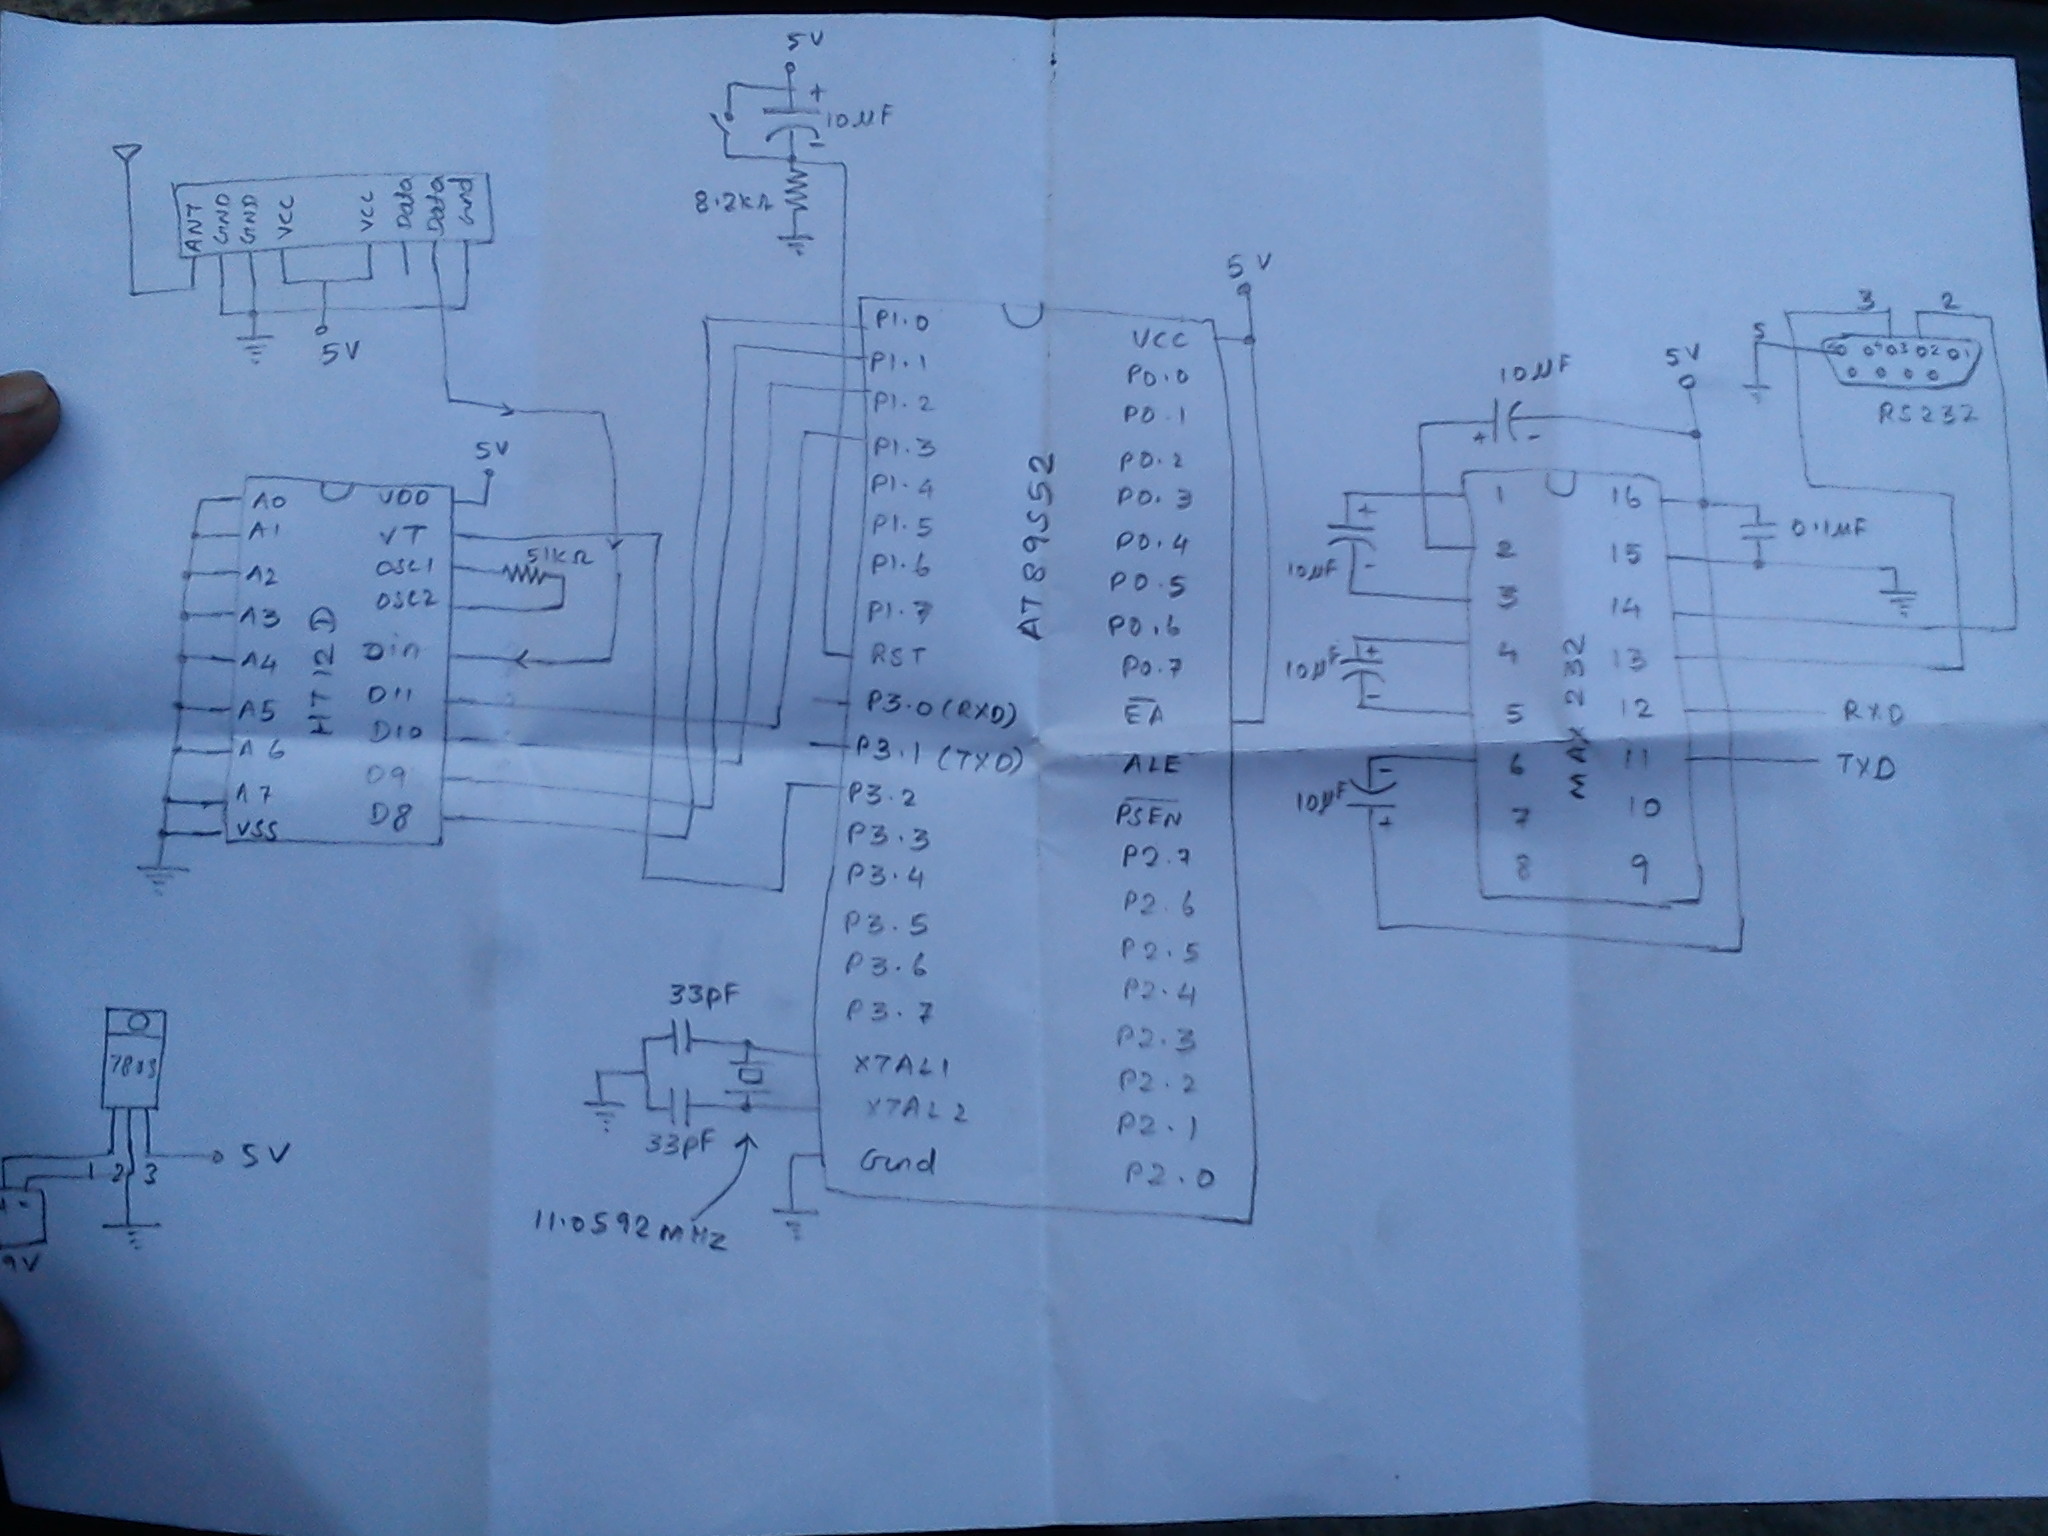 5V
+
10µF
-
8.2KΩ
ANT
GND
GND
VCC
VCC
Data
Data
Gnd
5V
5V
A0
A1
A2
A3
A4
A5
A6
A7
VSS
HT12D
VDD
VT
OSC1
OSC2
Din
D11
D10
D9
D8
51KΩ
P1.0
P1.1
P1.2
P1.3
P1.4
P1.5
P1.6
P1.7
RST
P3.0 (RXD)
P3.1 (TXD)
P3.2
P3.3
P3.4
P3.5
P3.6
P3.7
XTAL1
XTAL2
Gnd
AT89S52
5V
VCC
P0.0
P0.1
P0.2
P0.3
P0.4
P0.5
P0.6
P0.7
EA
ALE
PSEN
P2.7
P2.6
P2.5
P2.4
P2.3
P2.2
P2.1
P2.0
33pF
33pF
11.0592MHZ
10µF
+ -
5V
+
10µF -
+
10µF
-
-
10µF
+
1
2
3
4
5
6
7
8
MAX 232
16
15
14
13
12
11
10
9
0.1µF
RXD
TXD
3 2
5
5 4 3 2 1
RS232
7805
1 2 3
5V
+ -
9V